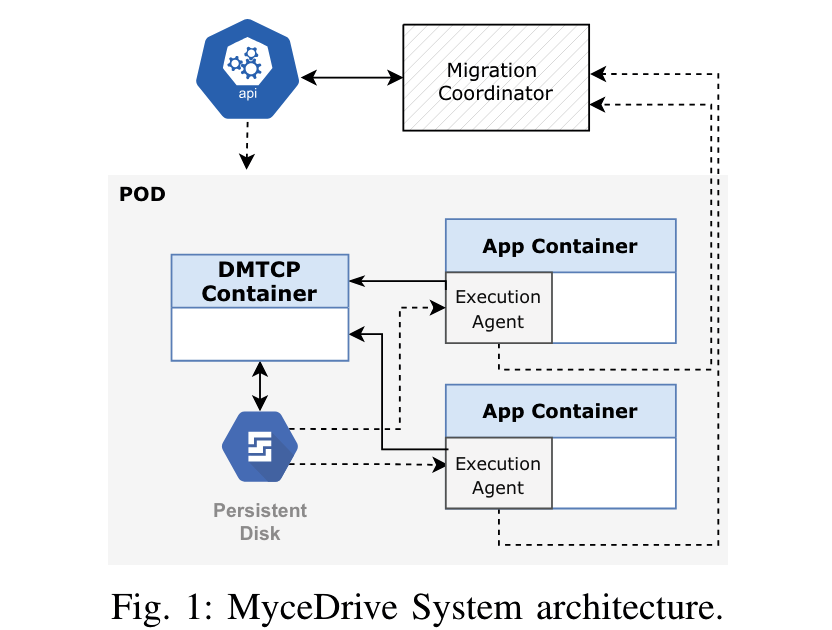 api
Migration
Coordinator
POD
App Container
DMTCP
Container
Execution
Agent
App Container
Execution
Agent
Persistent
Disk
Fig. 1: MyceDrive System architecture.